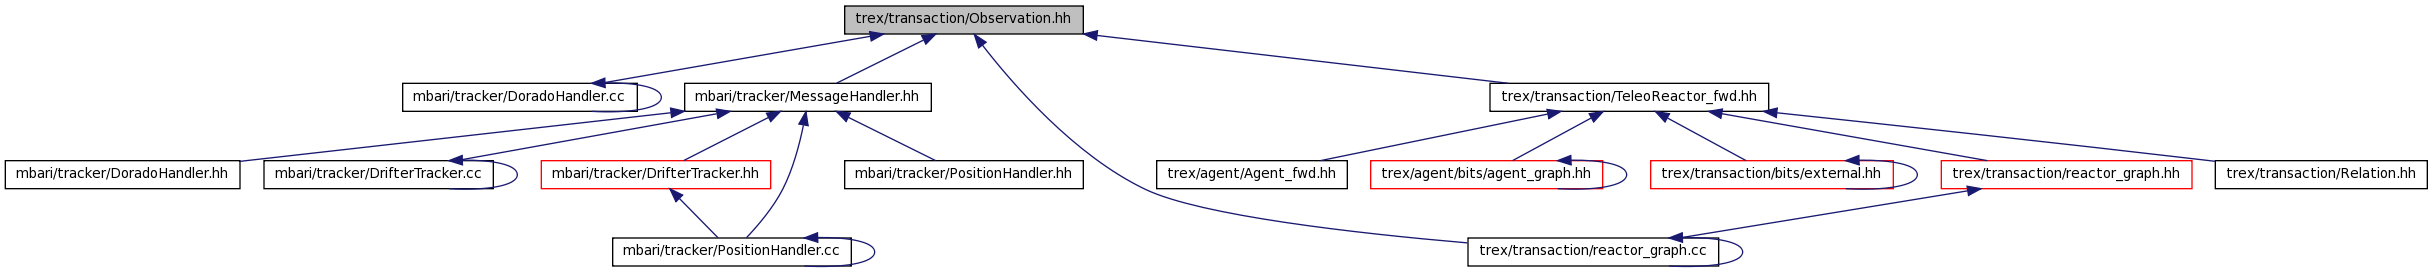 trex/transaction/Observation.hh
mbari/tracker/DoradoHandler.cc
mbari/tracker/MessageHandler.hh
trex/transaction/TeleoReactor_fwd.hh
mbari/tracker/DoradoHandler.hh
mbari/tracker/DrifterTracker.cc
mbari/tracker/DrifterTracker.hh
mbari/tracker/PositionHandler.hh
trex/agent/Agent_fwd.hh
trex/agent/bits/agent_graph.hh
trex/transaction/bits/external.hh
trex/transaction/reactor_graph.hh
trex/transaction/Relation.hh
mbari/tracker/PositionHandler.cc
trex/transaction/reactor_graph.cc